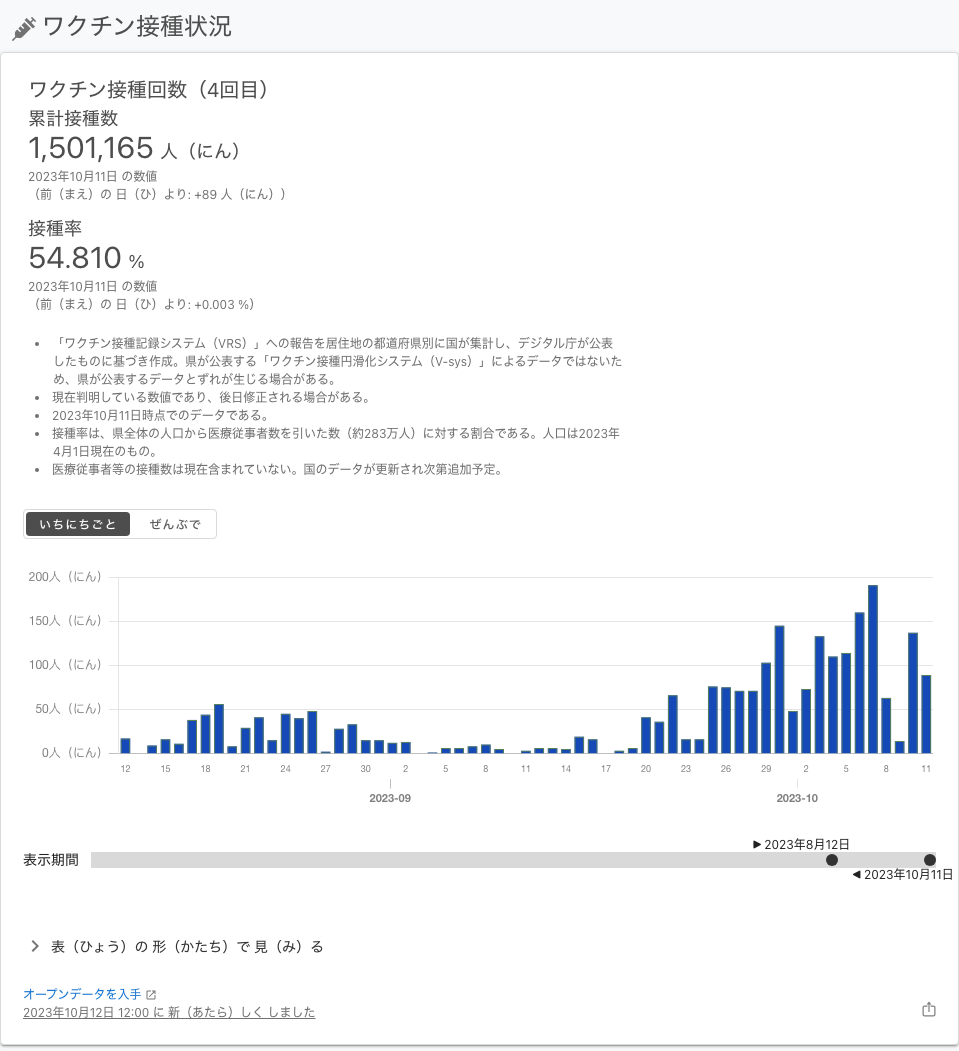 ワクチン接種状況
ワクチン接種回数（4回目）
累計接種数
1,501,165 人（にん）
2023年10月11日 の数値
（前（まえ）の 日（ひ）より: +89 人（にん））
接種率
54.810 %
2023年10月11日 の数値
（前（まえ）の 日（ひ）より: +0.003 %）
• 「ワクチン接種記録システム（VRS）」への報告を居住地の都道府県別に国が集計し、デジタル庁が公表
したものに基づき作成。県が公表する「ワクチン接種円滑化システム（V-sys）」によるデータではないた
め、県が公表するデータとずれが生じる場合がある。
• 現在判明している数値であり、後日修正される場合がある。
• 2023年10月11日時点でのデータである。
• 接種率は、県全体の人口から医療従事者数を引いた数（約283万人）に対する割合である。人口は2023年
4月1日現在のもの。
• 医療従事者等の接種数は現在含まれていない。国のデータが更新され次第追加予定。
いちにちごと ぜんぶで
200人（にん）
150人（にん）
100人（にん）
50人（にん）
0人（にん）
12 15 18 21 24 27 30 2 5 8 11 14 17 20 23 26 29 2 5 8 11
2023-09 2023-10
▶ 2023年8月12日
表示期間
◀ 2023年10月11日
表（ひょう）の 形（かたち）で 見（み）る
オープンデータを入手
2023年10月12日 12:00 に 新（あたら）しく しました